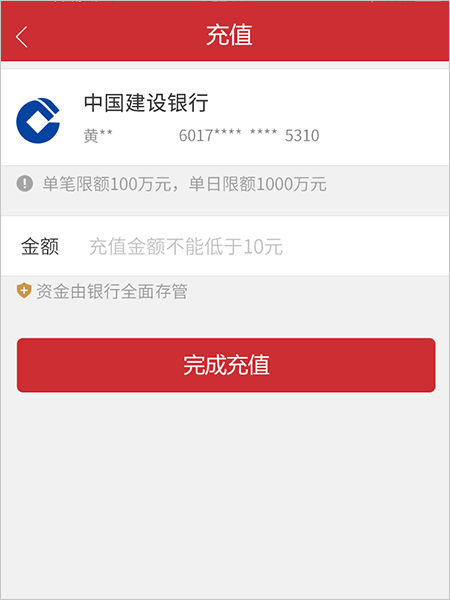 充值
中国建设银行
黄** 6017**** **** 5310
单笔限额100万元，单日限额1000万元
金额 充值金额不能低于10元
资金由银行全面存管
完成充值